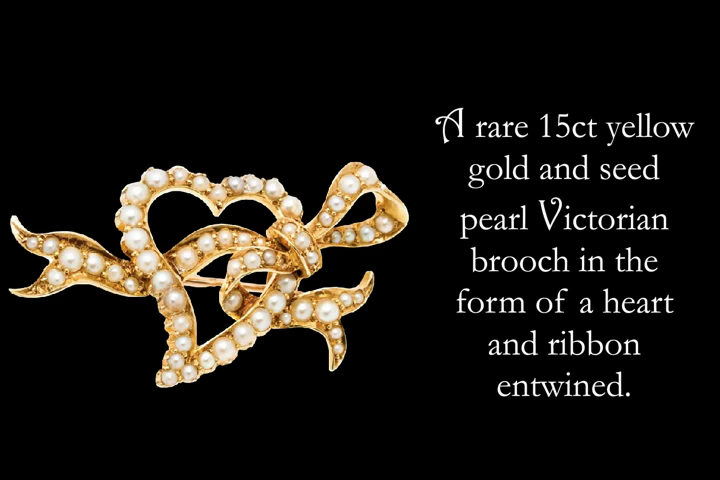 A rare 15ct yellow
gold and seed
pearl Victorian
brooch in the
form of a heart
and ribbon
entwined.